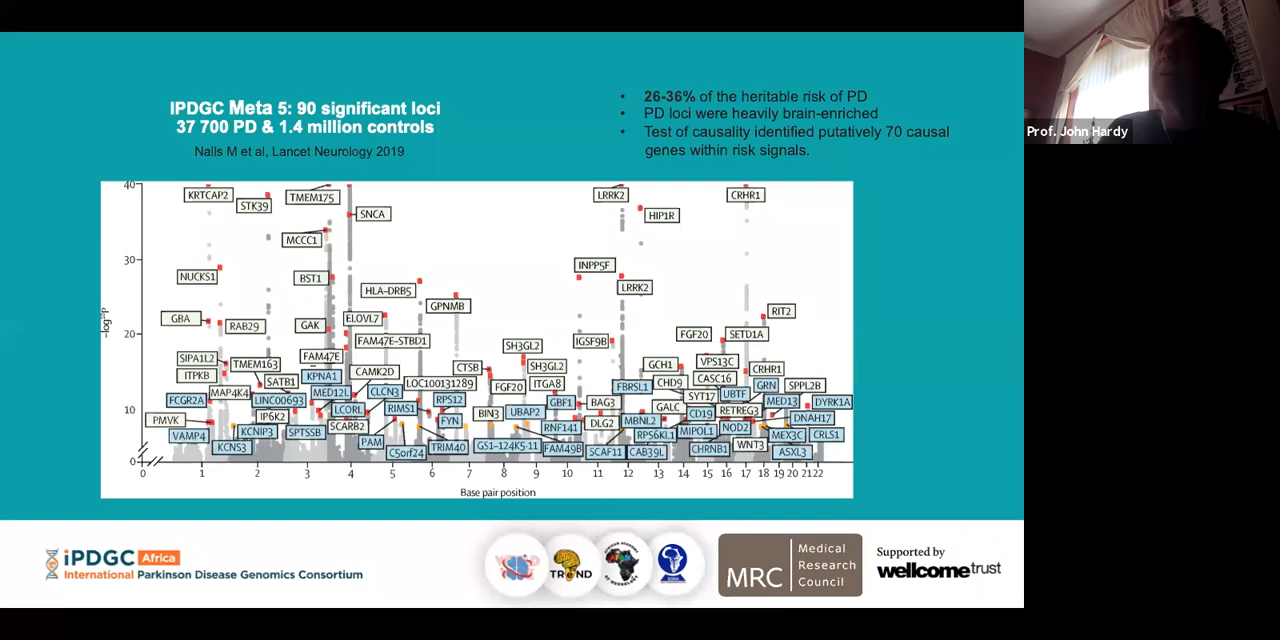 IPDGC Meta 5: 90 significant loci
37 700 PD & 1.4 million controls
Nalls M et al, Lancet Neurology 2019
• 26-36% of the heritable risk of PD
• PD loci were heavily brain-enriched
• Test of causality identified putatively 70 causal
genes within risk signals.
Prof. John Hardy
40
KRTCAP2
STK39
TMEM175
SNCA
MCCC1
LRRK2
HIP1R
CRHR1
30
NUCKS1
BST1
HLA-DRB5
GPNMB
INPP5F
LRRK2
GBA
RAB29
GAK
ELOVL7
RIT2
–log10p
20
FAM47E-STBD1
IGSF9B
FGF20
SETD1A
SIPA1L2
TMEM163
FAM47E
SH3GL2
SH3GL2
GCH1
VPS13C
CRHR1
ITPKB
SATB1
KPNA1
CAMK2D
CTSB
LOC100131289
FGF20
ITGA8
FBRSL1
CHD9
CASC16
GRN
SPPL2B
MAP4K4
MED12L
CLCN3
SYT17
UBTF
FCGR2A
LINC00693
LCORL
RIMS1
RPS12
GBF1
BAG3
GALC
CD19
RETREG3
MED13
DYRK1A
10
PMVK
IP6K2
SCARB2
FYN
BIN3
UBAP2
DLG2
MBNL2
DNAH17
VAMP4
KCNIP3
SPTSSB
RNF141
RPS6KL1
MIPOL1
NOD2
MEX3C
CRLS1
KCNS3
PAM
C5orf24
TRIM40
GS1–124K5·11
FAM49B
SCAF11
CAB39L
CHRNB1
WNT3
ASXL3
0
0 1 2 3 4 5 6 7 8 9 10 11 12 13 14 15 16 17 18 19 20 21 22
Base pair position
iPDGC Africa
International Parkinson Disease Genomics Consortium
TReND
MRC
Medical
Research
Council
Supported by
wellcometrust